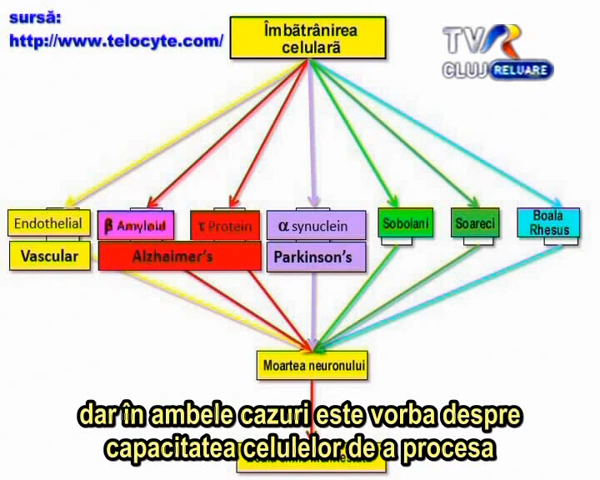 sursă:
http://www.telocyte.com/
Îmbătrânirea
celulară
TVR
CLUJ RELUARE
Endothelial
β Amyloid
τ Protein
α synuclein
Sobolani
Soareci
Boala
Rhesus
Vascular
Alzhaimer's
Parkinson's
Moartea neuronului
dar în ambele cazuri este vorba despre
capacitatea celulelor de a procesa